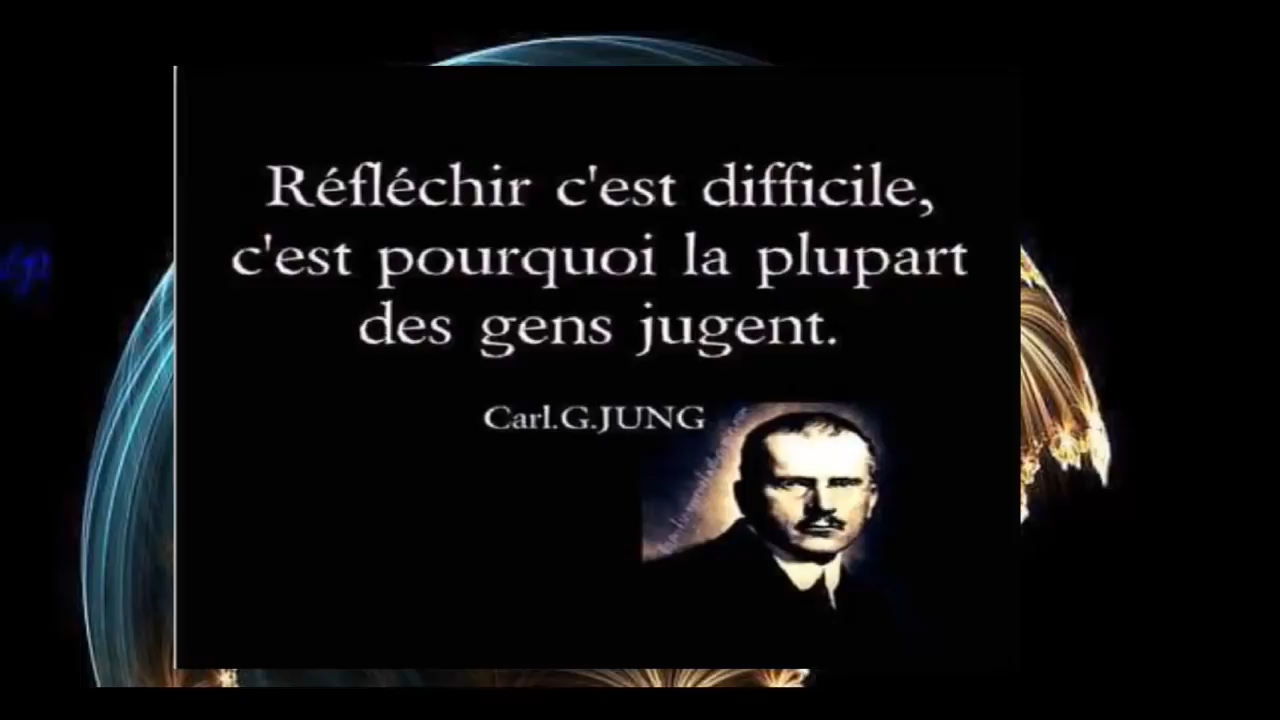 Réfléchir c'est difficile,
c'est pourquoi la plupart
des gens jugent.
Carl.G.JUNG